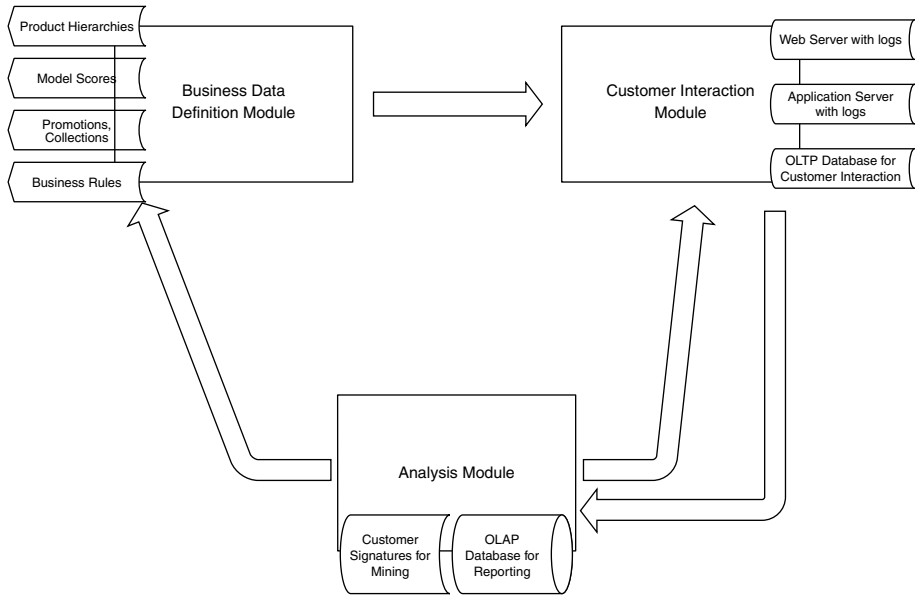 Product Hierarchies
Model Scores
Promotions,
Collections
Business Rules
Business Data
Definition Module
Customer Interaction
Module
Web Server with logs
Application Server
with logs
OLTP Database for
Customer Interaction
Analysis Module
Customer
Signatures for
Mining
OLAP
Database for
Reporting